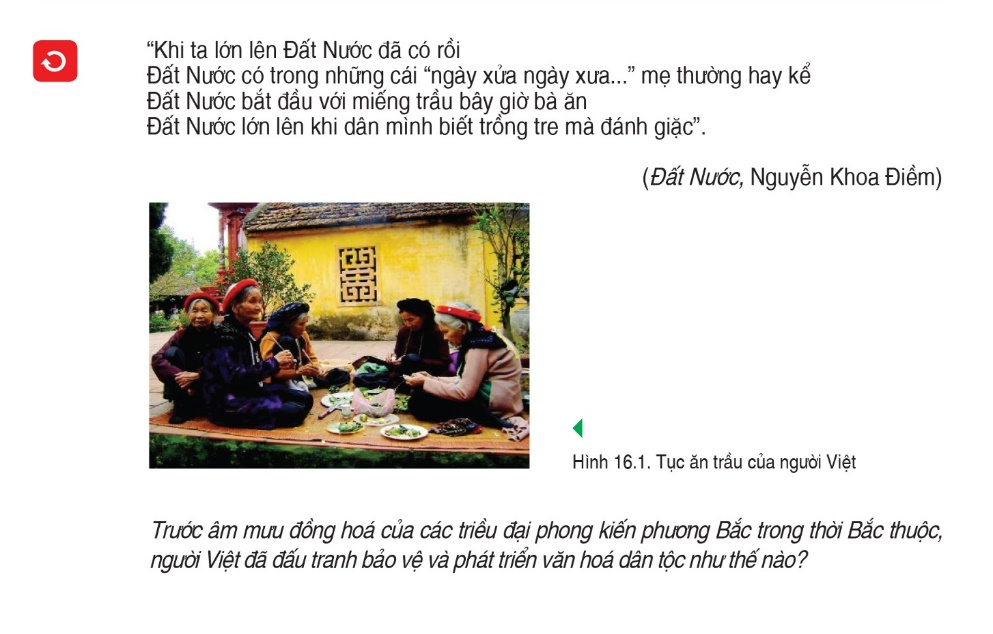 “Khi ta lớn lên Đất Nước đã có rồi
Đất Nước có trong những cái “ngày xửa ngày xưa...” mẹ thường hay kể
Đất Nước bắt đầu với miếng trầu bây giờ bà ăn
Đất Nước lớn lên khi dân mình biết trồng tre mà đánh giặc”.
(Đất Nước, Nguyễn Khoa Điềm)
Hình 16.1. Tục ăn trầu của người Việt
Trước âm mưu đồng hoá của các triều đại phong kiến phương Bắc trong thời Bắc thuộc,
người Việt đã đấu tranh bảo vệ và phát triển văn hoá dân tộc như thế nào?